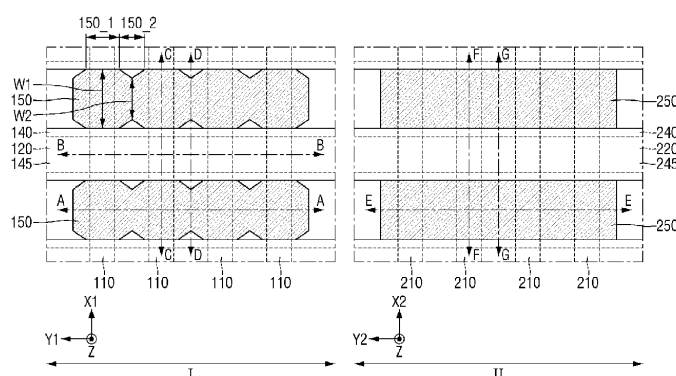 150_1 150_2
C D F G
W1
150
W2
140
120
145
B B
A A
150
C D F G
110 110 110 110
X1
Y1 Z
I
250
240
220
245
E E
250
210 210 210 210
X2
Y2 Z
II